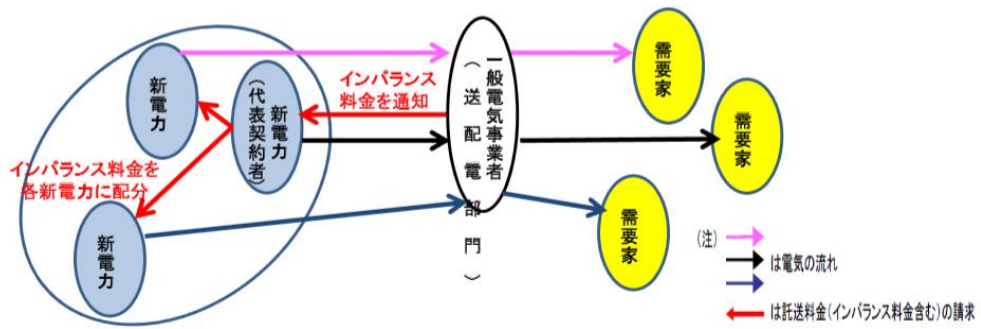 新電力
新電力
(代表契約者)
新電力
インバランス
料金を通知
インバランス料金を
各新電力に配分
一般電気事業者
(送配電部門)
需要家
需要家
需要家
(注)
は電気の流れ
は託送料金(インバランス料金含む)の請求